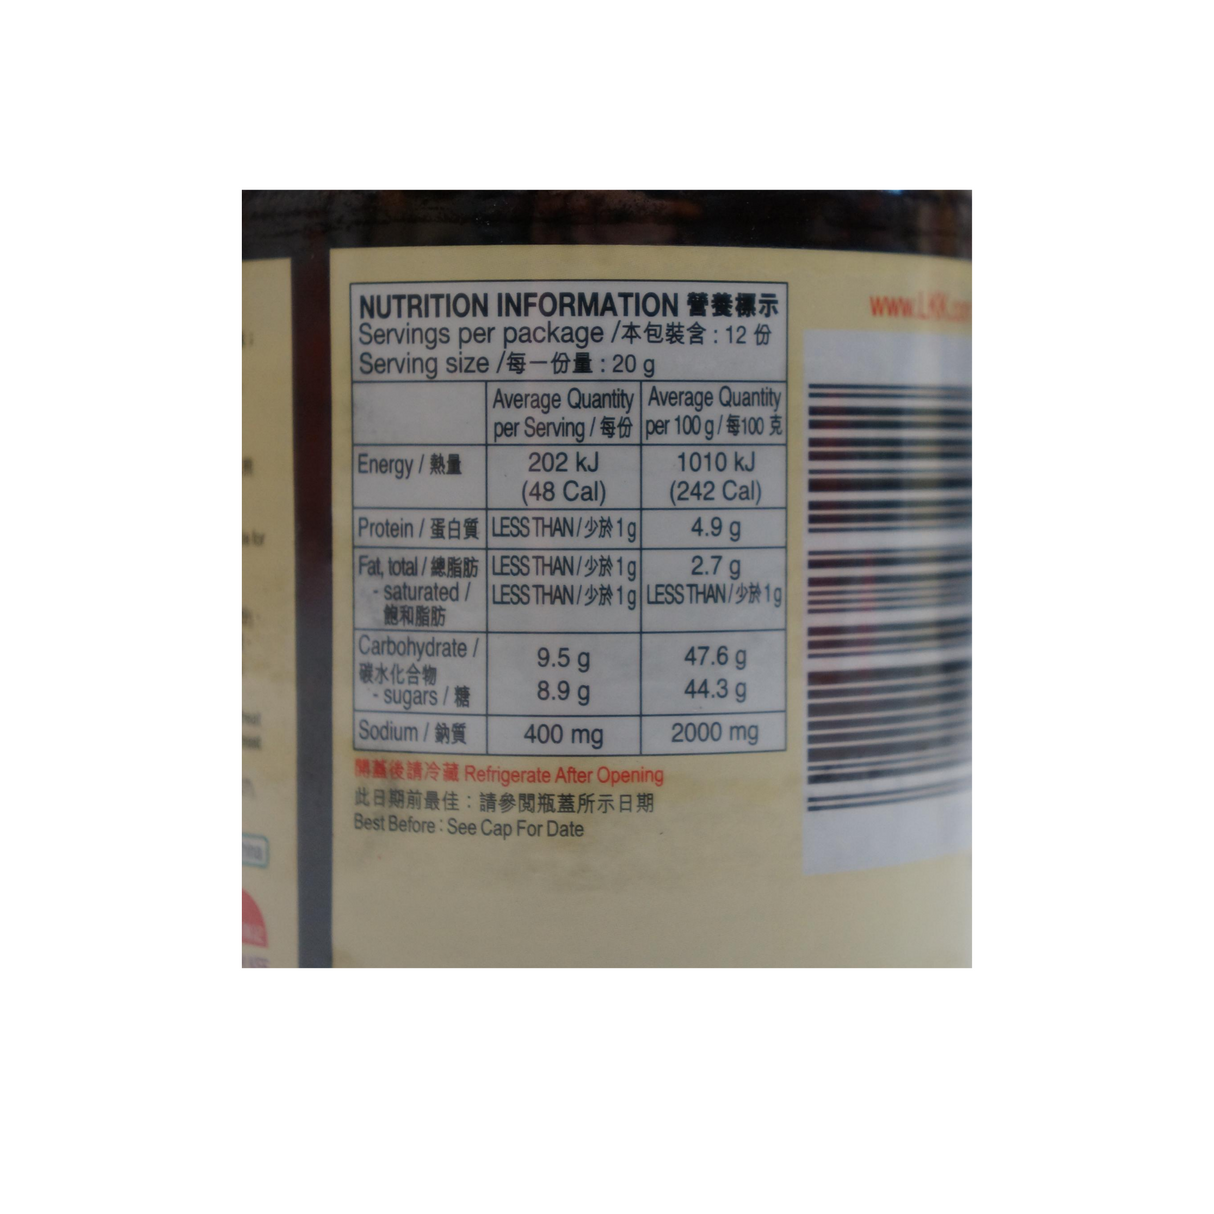 NUTRITION INFORMATION 營養標示
Servings per package /本包裝含 : 12 份
Serving size /每一份量 : 20 g
Average Quantity per Serving / 每份
Average Quantity per 100 g / 每100 克
Energy / 熱量 202 kJ (48 Cal) 1010 kJ (242 Cal)
Protein / 蛋白質 LESS THAN / 少於 1 g 4.9 g
Fat, total / 總脂肪 LESS THAN / 少於 1 g 2.7 g
- saturated / 飽和脂肪 LESS THAN / 少於 1 g LESS THAN / 少於 1 g
Carbohydrate / 碳水化合物 9.5 g 47.6 g
- sugars / 糖 8.9 g 44.3 g
Sodium / 鈉質 400 mg 2000 mg
開蓋後請冷藏 Refrigerate After Opening
此日期前最佳 : 請參閱瓶蓋所示日期
Best Before : See Cap For Date
www.LKK.com